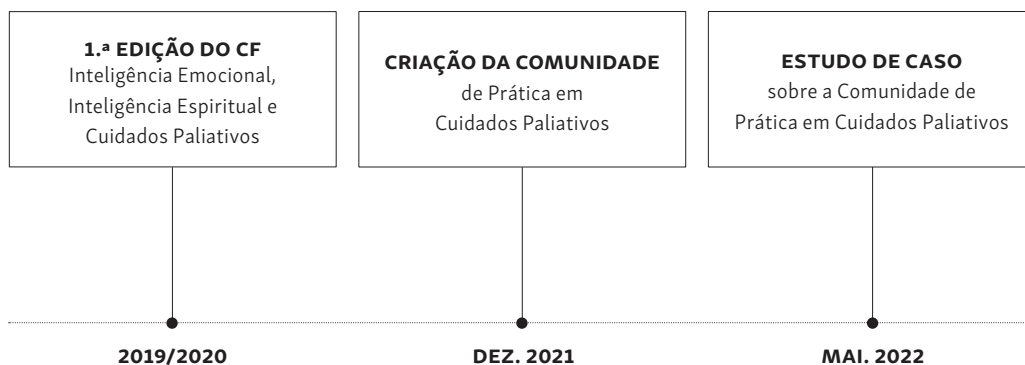 1.ª EDIÇÃO DO CF
Inteligência Emocional,
Inteligência Espiritual e
Cuidados Paliativos
CRIAÇÃO DA COMUNIDADE
de Prática em
Cuidados Paliativos
ESTUDO DE CASO
sobre a Comunidade de
Prática em Cuidados Paliativos
2019/2020
DEZ. 2021
MAI. 2022